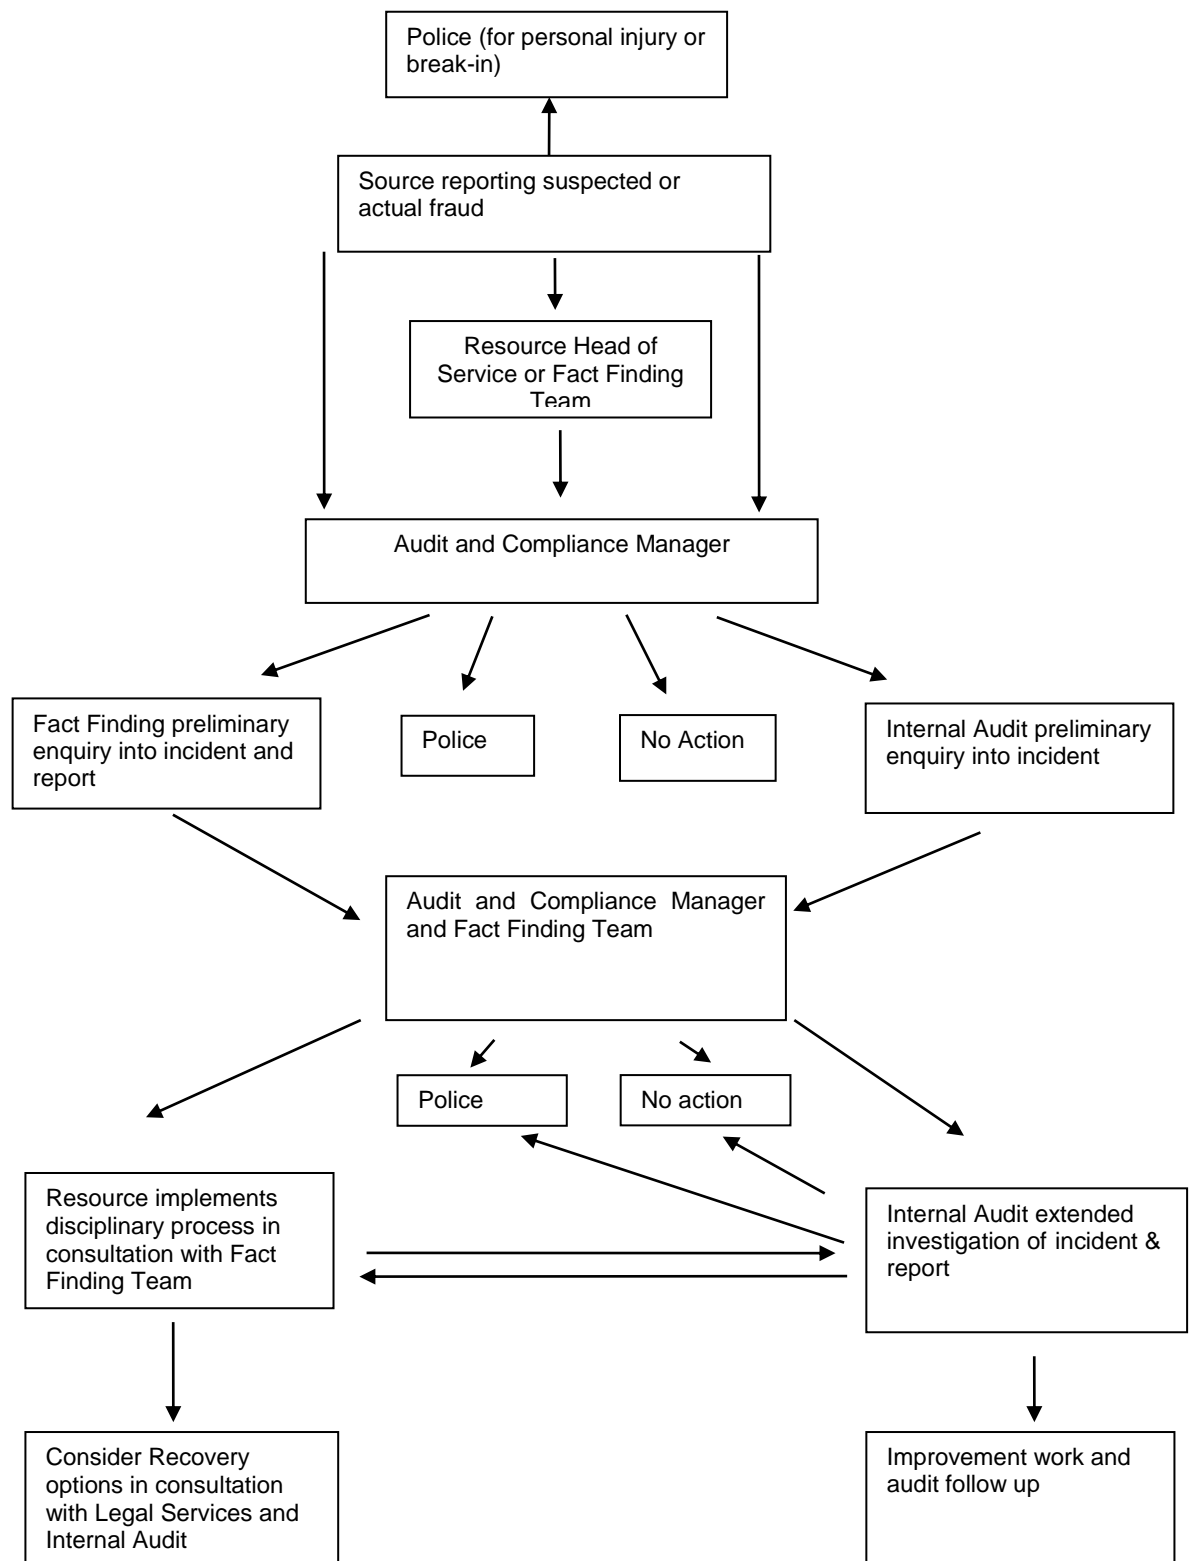 Police (for personal injury or
break-in)
Source reporting suspected or
actual fraud
Resource Head of
Service or Fact Finding
Team
Audit and Compliance Manager
Fact Finding preliminary
enquiry into incident and
report
Police
No Action
Internal Audit preliminary
enquiry into incident
Audit and Compliance Manager
and Fact Finding Team
Police
No action
Resource implements
disciplinary process in
consultation with Fact
Finding Team
Internal Audit extended
investigation of incident &
report
Consider Recovery
options in consultation
with Legal Services and
Internal Audit
Improvement work and
audit follow up